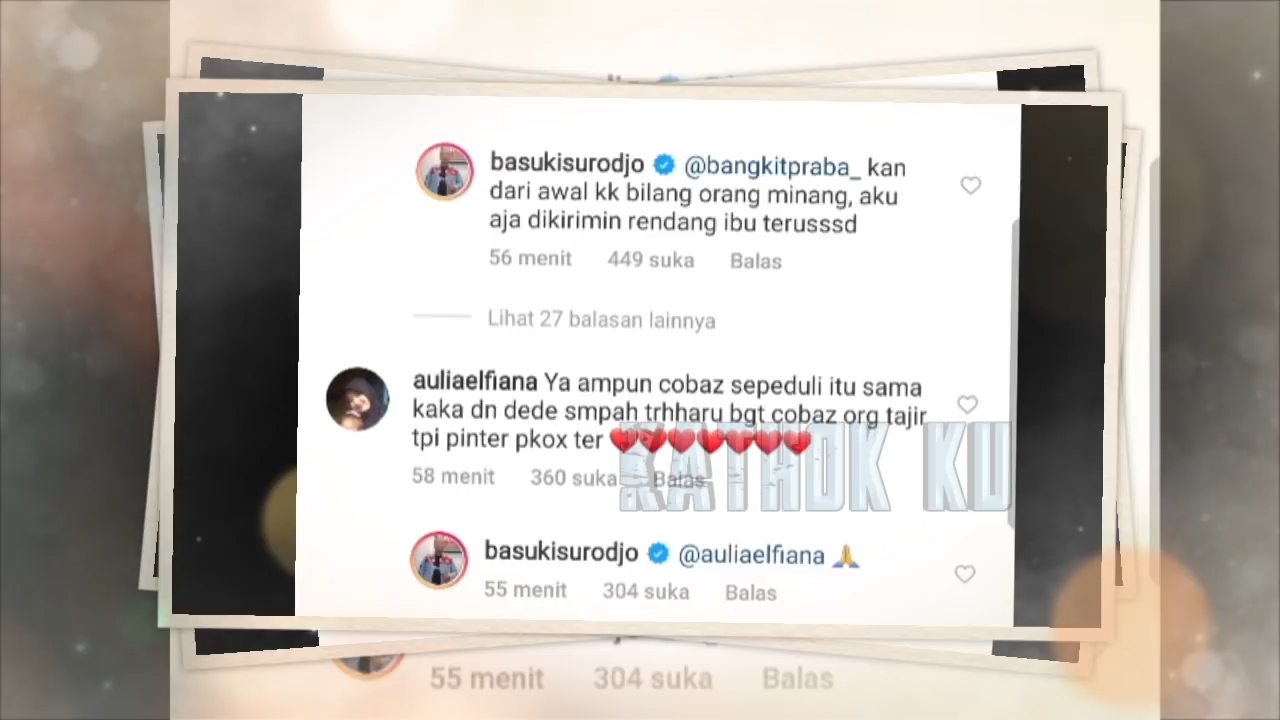 basukisurodjo @bangkitpraba_ kan
dari awal kk bilang orang minang, aku
aja dikirimin rendang ibu terusssd
56 menit 449 suka Balas
Lihat 27 balasan lainnya
auliaelfiana Ya ampun cobaz sepeduli itu sama
kaka dn dede smpah trhharu bgt cobaz org tajir
tpi pinter pkox ter ❤❤❤❤❤❤❤
58 menit 360 suka Balas
KATHOK KU
basukisurodjo @auliaelfiana 🙏
55 menit 304 suka Balas
55 menit 304 suka Balas